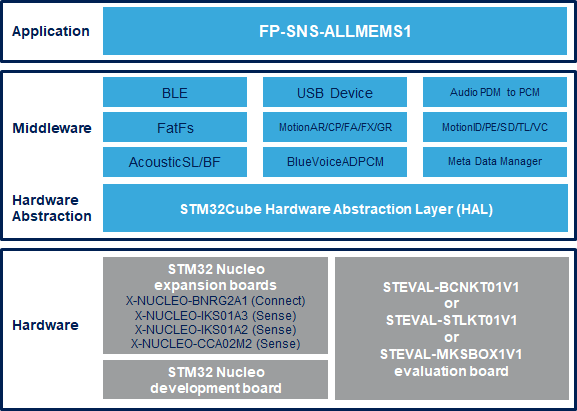 Application
FP-SNS-ALLMEMS1
Middleware
BLE
USB Device
Audio PDM to PCM
FatFs
MotionAR/CP/FA/FX/GR
MotionID/PE/SD/TL/VC
AcousticSL/BF
BlueVoiceADPCM
Meta Data Manager
Hardware
Abstraction
STM32Cube Hardware Abstraction Layer (HAL)
Hardware
STM32 Nucleo
expansion boards
X-NUCLEO-BNRG2A1 (Connect)
X-NUCLEO-IKS01A3 (Sense)
X-NUCLEO-IKS01A2 (Sense)
X-NUCLEO-CCA02M2 (Sense)
STM32 Nucleo
development board
STEVAL-BCNKT01V1
or
STEVAL-STLKT01V1
or
STEVAL-MKSBOX1V1
evaluation board